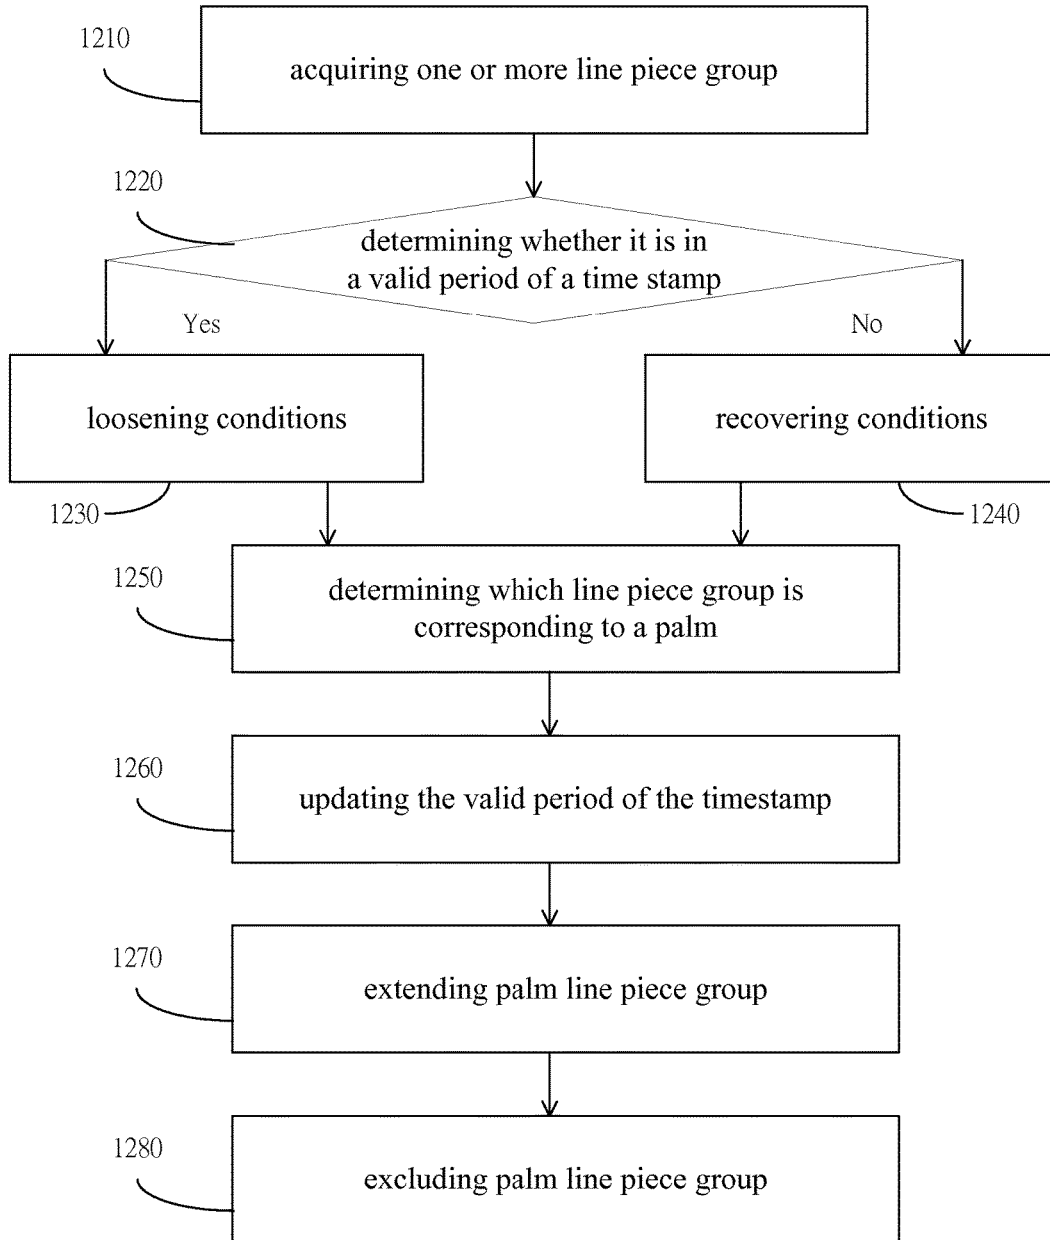 1210
acquiring one or more line piece group
1220
determining whether it is in
a valid period of a time stamp
Yes
No
loosening conditions
recovering conditions
1230
1240
1250
determining which line piece group is
corresponding to a palm
1260
updating the valid period of the timestamp
1270
extending palm line piece group
1280
excluding palm line piece group